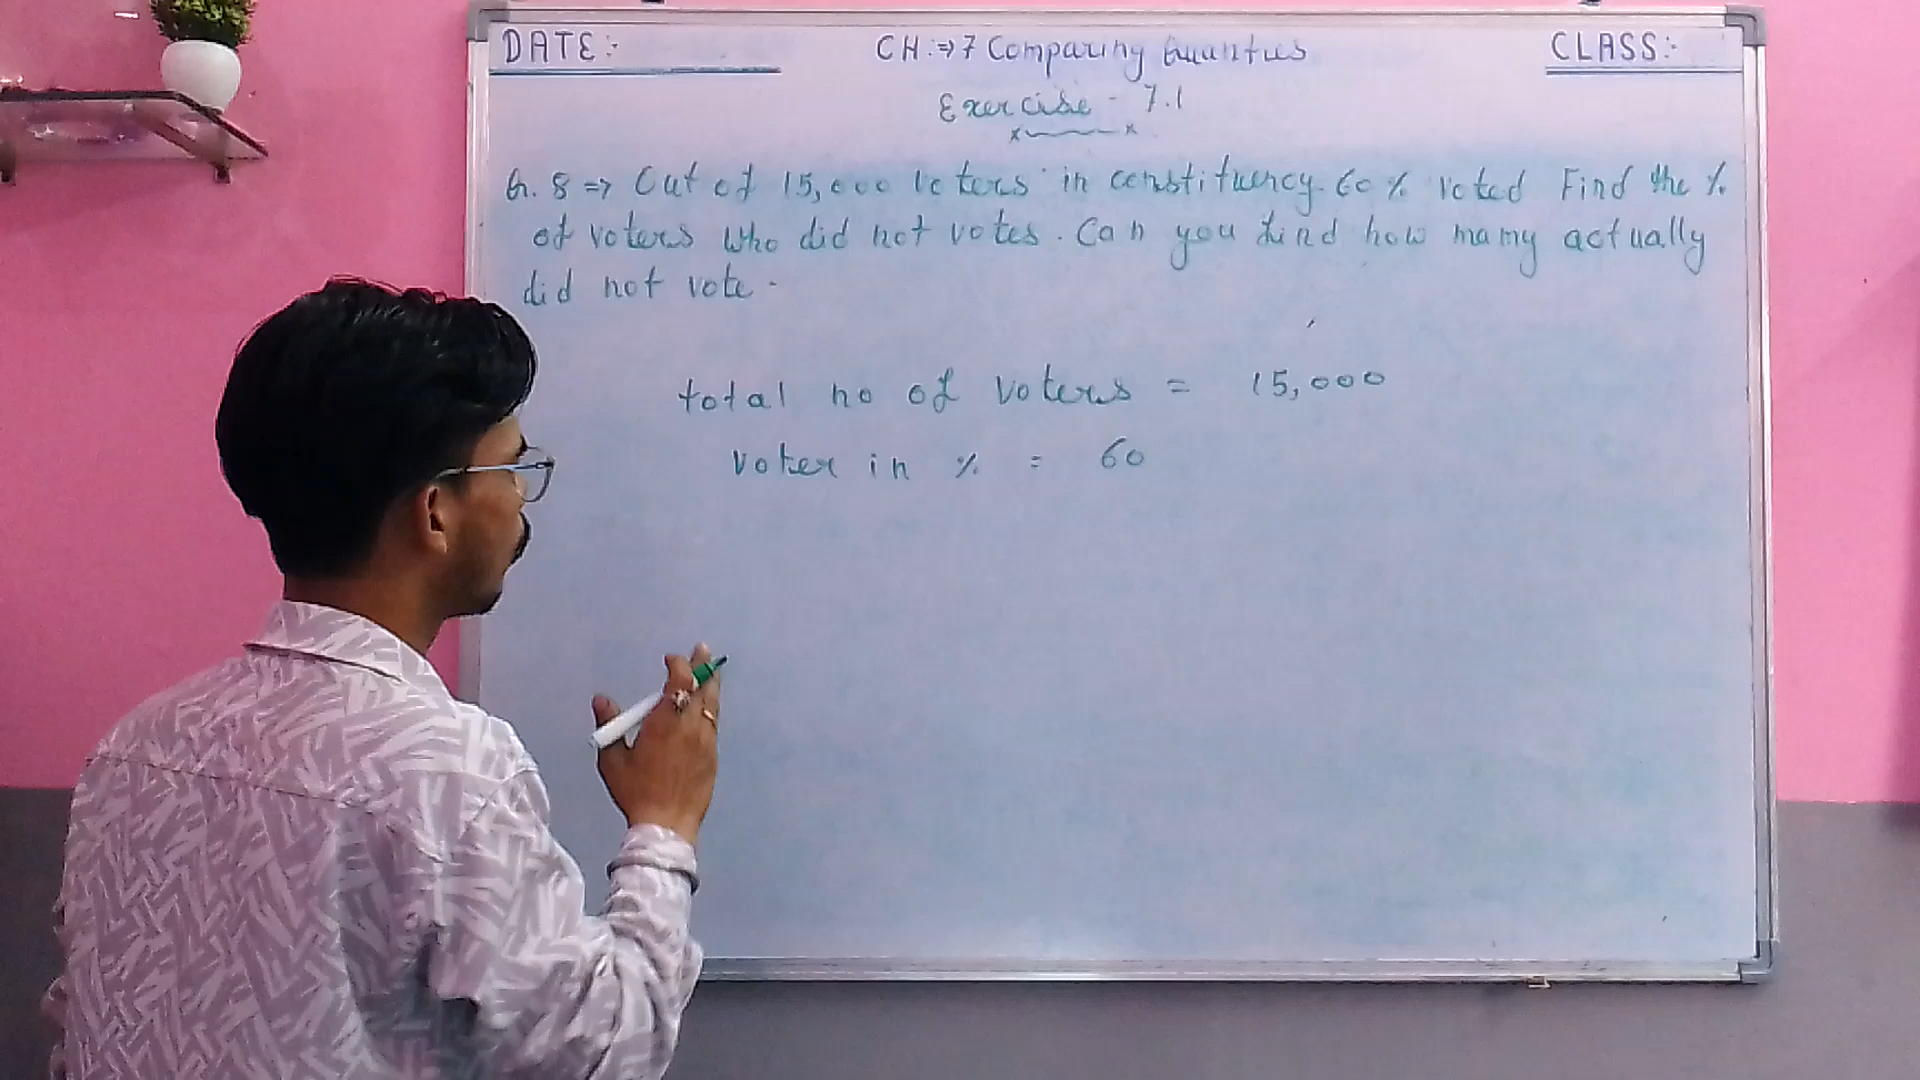 DATE:- CH:⇒7 Comparing Quantities CLASS:-
Exercise - 7.1
Q. 8 ⇒ Out of 15,000 voters in constituency. 60 % voted Find the %
of voters who did not votes. Can you find how mamy actually
did not vote.
total no of voters = 15,000
voter in % = 60